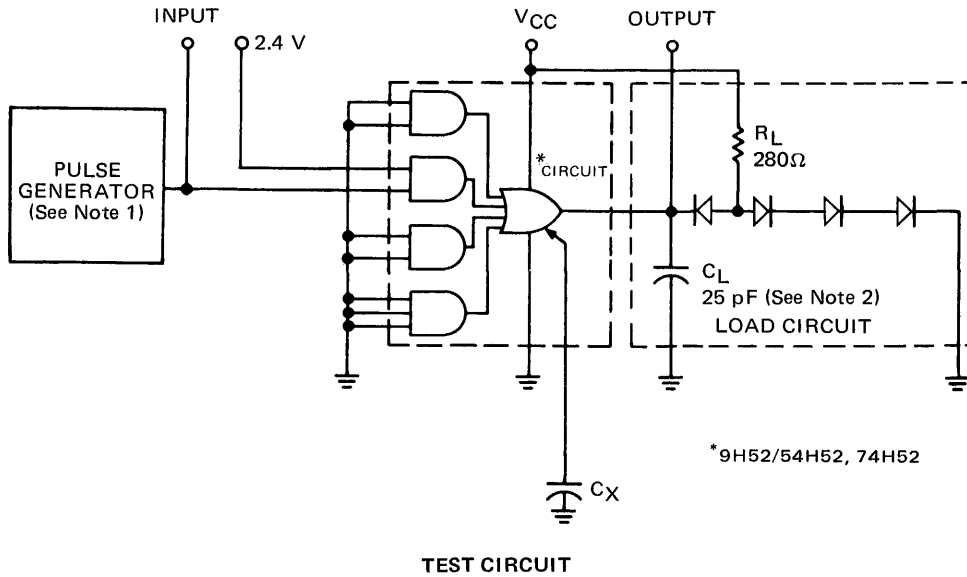 INPUT
2.4 V
VCC
OUTPUT
PULSE
GENERATOR
(See Note 1)
*CIRCUIT
RL
280Ω
CL
25 pF (See Note 2)
LOAD CIRCUIT
*9H52/54H52, 74H52
CX
TEST CIRCUIT